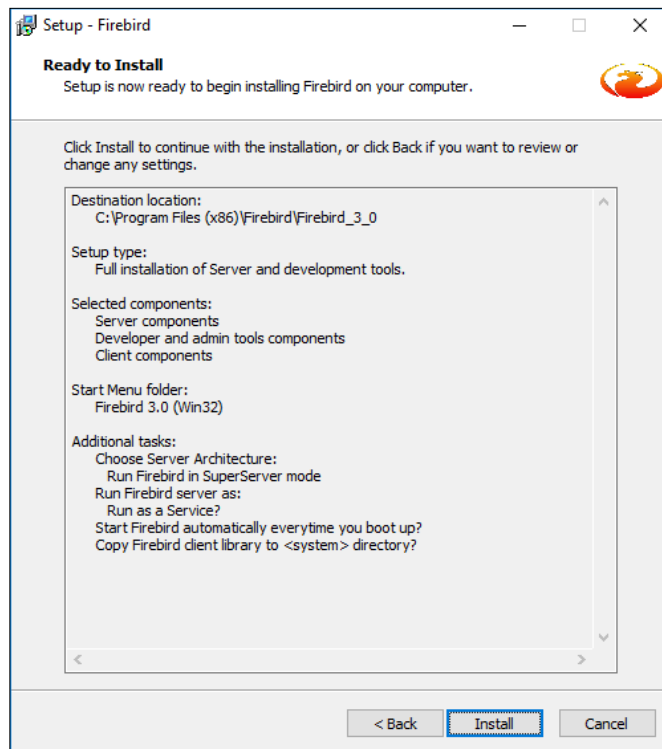 Setup - Firebird
Ready to Install
Setup is now ready to begin installing Firebird on your computer.
Click Install to continue with the installation, or click Back if you want to review or
change any settings.
Destination location:
C:\Program Files (x86)\Firebird\Firebird_3_0
Setup type:
Full installation of Server and development tools.
Selected components:
Server components
Developer and admin tools components
Client components
Start Menu folder:
Firebird 3.0 (Win32)
Additional tasks:
Choose Server Architecture:
Run Firebird in SuperServer mode
Run Firebird server as:
Run as a Service?
Start Firebird automatically everytime you boot up?
Copy Firebird client library to <system> directory?
< Back Install Cancel